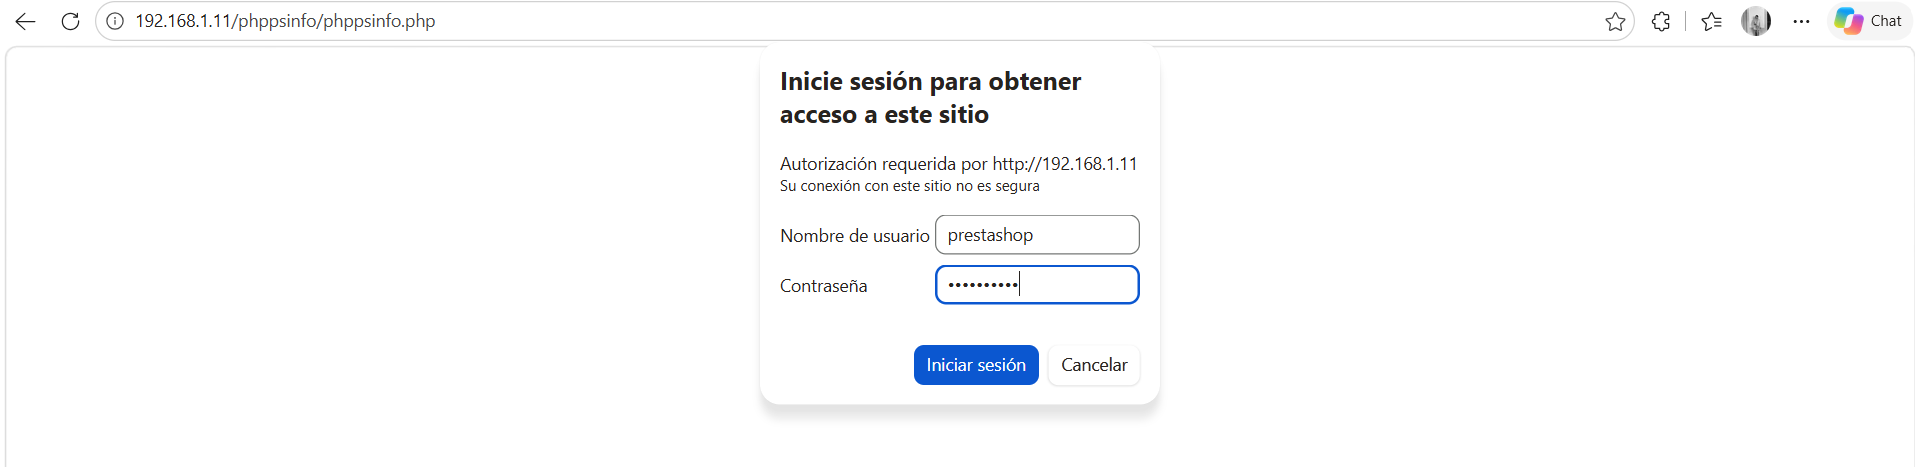 192.168.1.11/phppsinfo/phppsinfo.php
Chat
Inicie sesión para obtener
acceso a este sitio
Autorización requerida por http://192.168.1.11
Su conexión con este sitio no es segura
Nombre de usuario prestashop
Contraseña ••••••••••
Iniciar sesión Cancelar